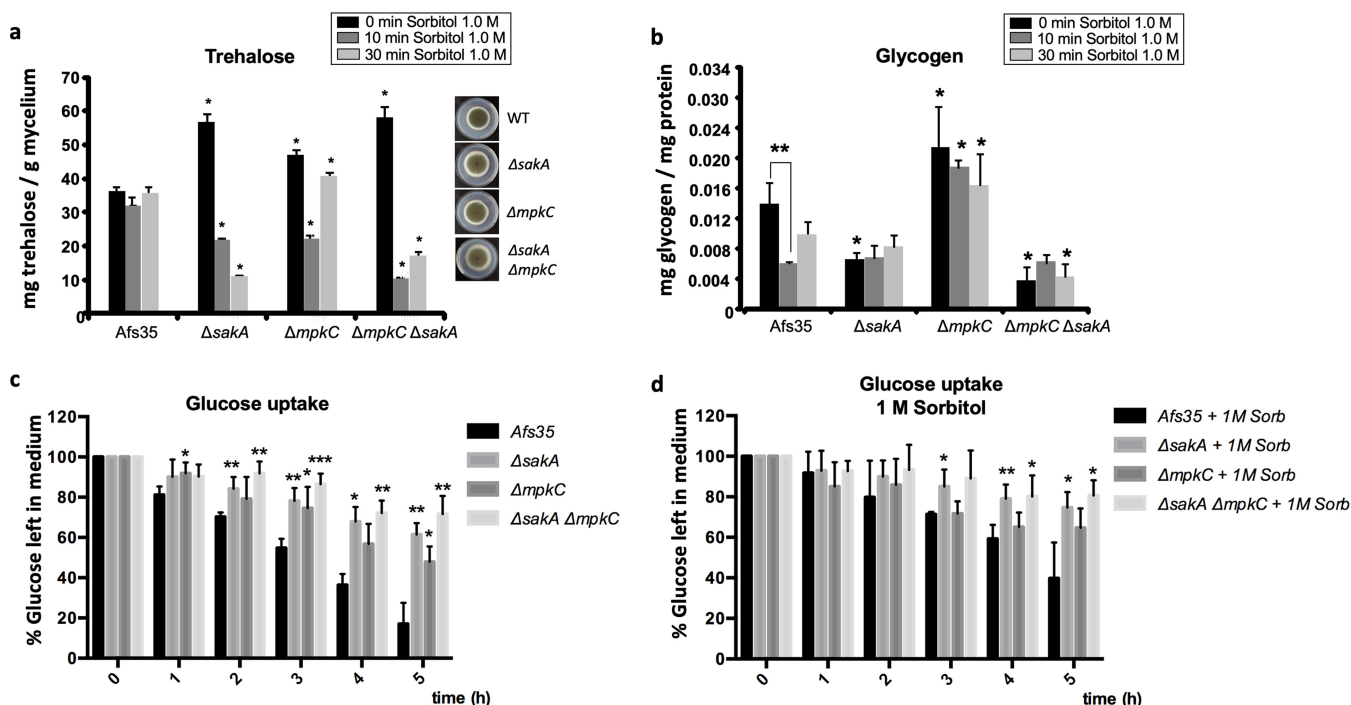 a
0 min Sorbitol 1.0 M
10 min Sorbitol 1.0 M
30 min Sorbitol 1.0 M
Trehalose
mg trehalose / g mycelium
70
60
50
40
30
20
10
0
* * * * * * * * *
Afs35 ΔsakA ΔmpkC ΔmpkC ΔsakA
WT
ΔsakA
ΔmpkC
ΔsakA
ΔmpkC
b
0 min Sorbitol 1.0 M
10 min Sorbitol 1.0 M
30 min Sorbitol 1.0 M
Glycogen
mg glycogen / mg protein
0.034
0.030
0.024
0.016
0.008
0.004
0
** * * * * * *
Afs35 ΔsakA ΔmpkC ΔmpkC ΔsakA
c
Glucose uptake
% Glucose left in medium
120
100
80
60
40
20
0
* ** ** ** * *** * ** ** * **
0 1 2 3 4 5
time (h)
Afs35
ΔsakA
ΔmpkC
ΔsakA ΔmpkC
d
Glucose uptake
1 M Sorbitol
% Glucose left in medium
120
100
80
60
40
20
0
* ** * * *
0 1 2 3 4 5
time (h)
Afs35 + 1M Sorb
ΔsakA + 1M Sorb
ΔmpkC + 1M Sorb
ΔsakA ΔmpkC + 1M Sorb